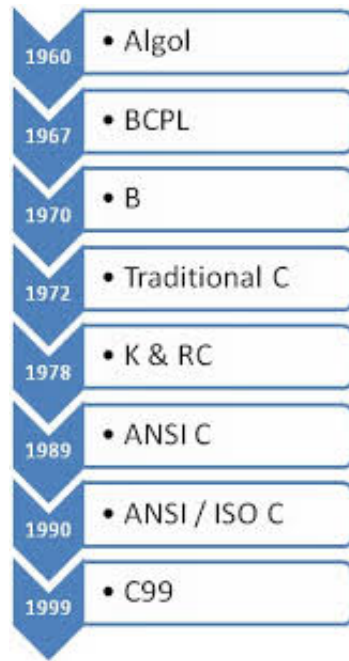 1960
• Algol
1967
• BCPL
1970
• B
1972
• Traditional C
1978
• K & RC
1989
• ANSI C
1990
• ANSI / ISO C
1999
• C99